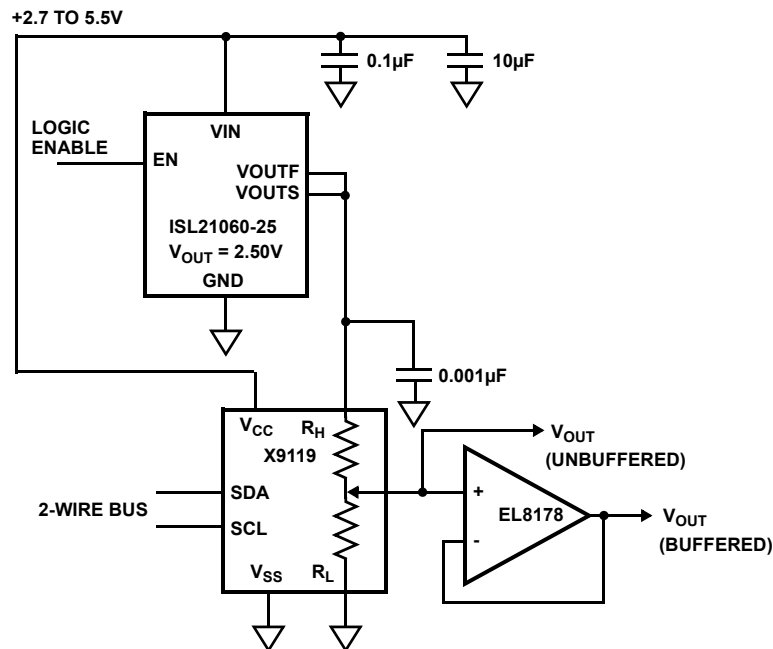 +2.7 TO 5.5V
0.1µF
10µF
LOGIC
ENABLE
VIN
EN
VOUTF
VOUTS
ISL21060-25
VOUT = 2.50V
GND
0.001µF
VCC
RH
X9119
VOUT
(UNBUFFERED)
2-WIRE BUS
SDA
SCL
+
EL8178
-
VOUT
(BUFFERED)
VSS
RL